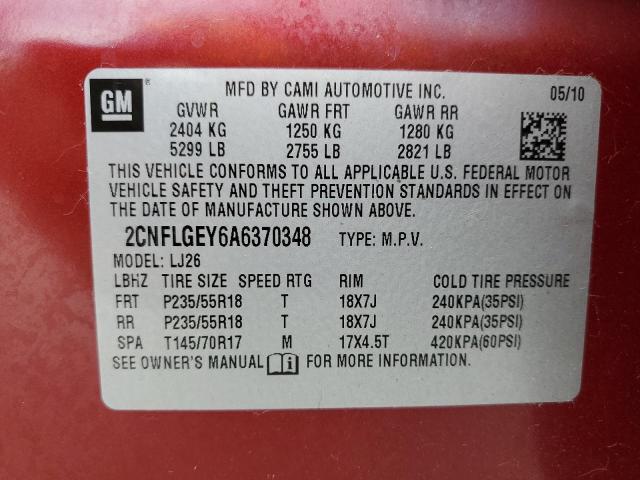 GM ®
MFD BY CAMI AUTOMOTIVE INC. 05/10
GVWR GAWR FRT GAWR RR
2404 KG 1250 KG 1280 KG
5299 LB 2755 LB 2821 LB
THIS VEHICLE CONFORMS TO ALL APPLICABLE U.S. FEDERAL MOTOR
VEHICLE SAFETY AND THEFT PREVENTION STANDARDS IN EFFECT ON
THE DATE OF MANUFACTURE SHOWN ABOVE.
2CNFLGEY6A6370348 TYPE: M.P.V.
MODEL: LJ26
LBHZ TIRE SIZE SPEED RTG RIM COLD TIRE PRESSURE
FRT P235/55R18 T 18X7J 240KPA(35PSI)
RR P235/55R18 T 18X7J 240KPA(35PSI)
SPA T145/70R17 M 17X4.5T 420KPA(60PSI)
SEE OWNER'S MANUAL i FOR MORE INFORMATION.